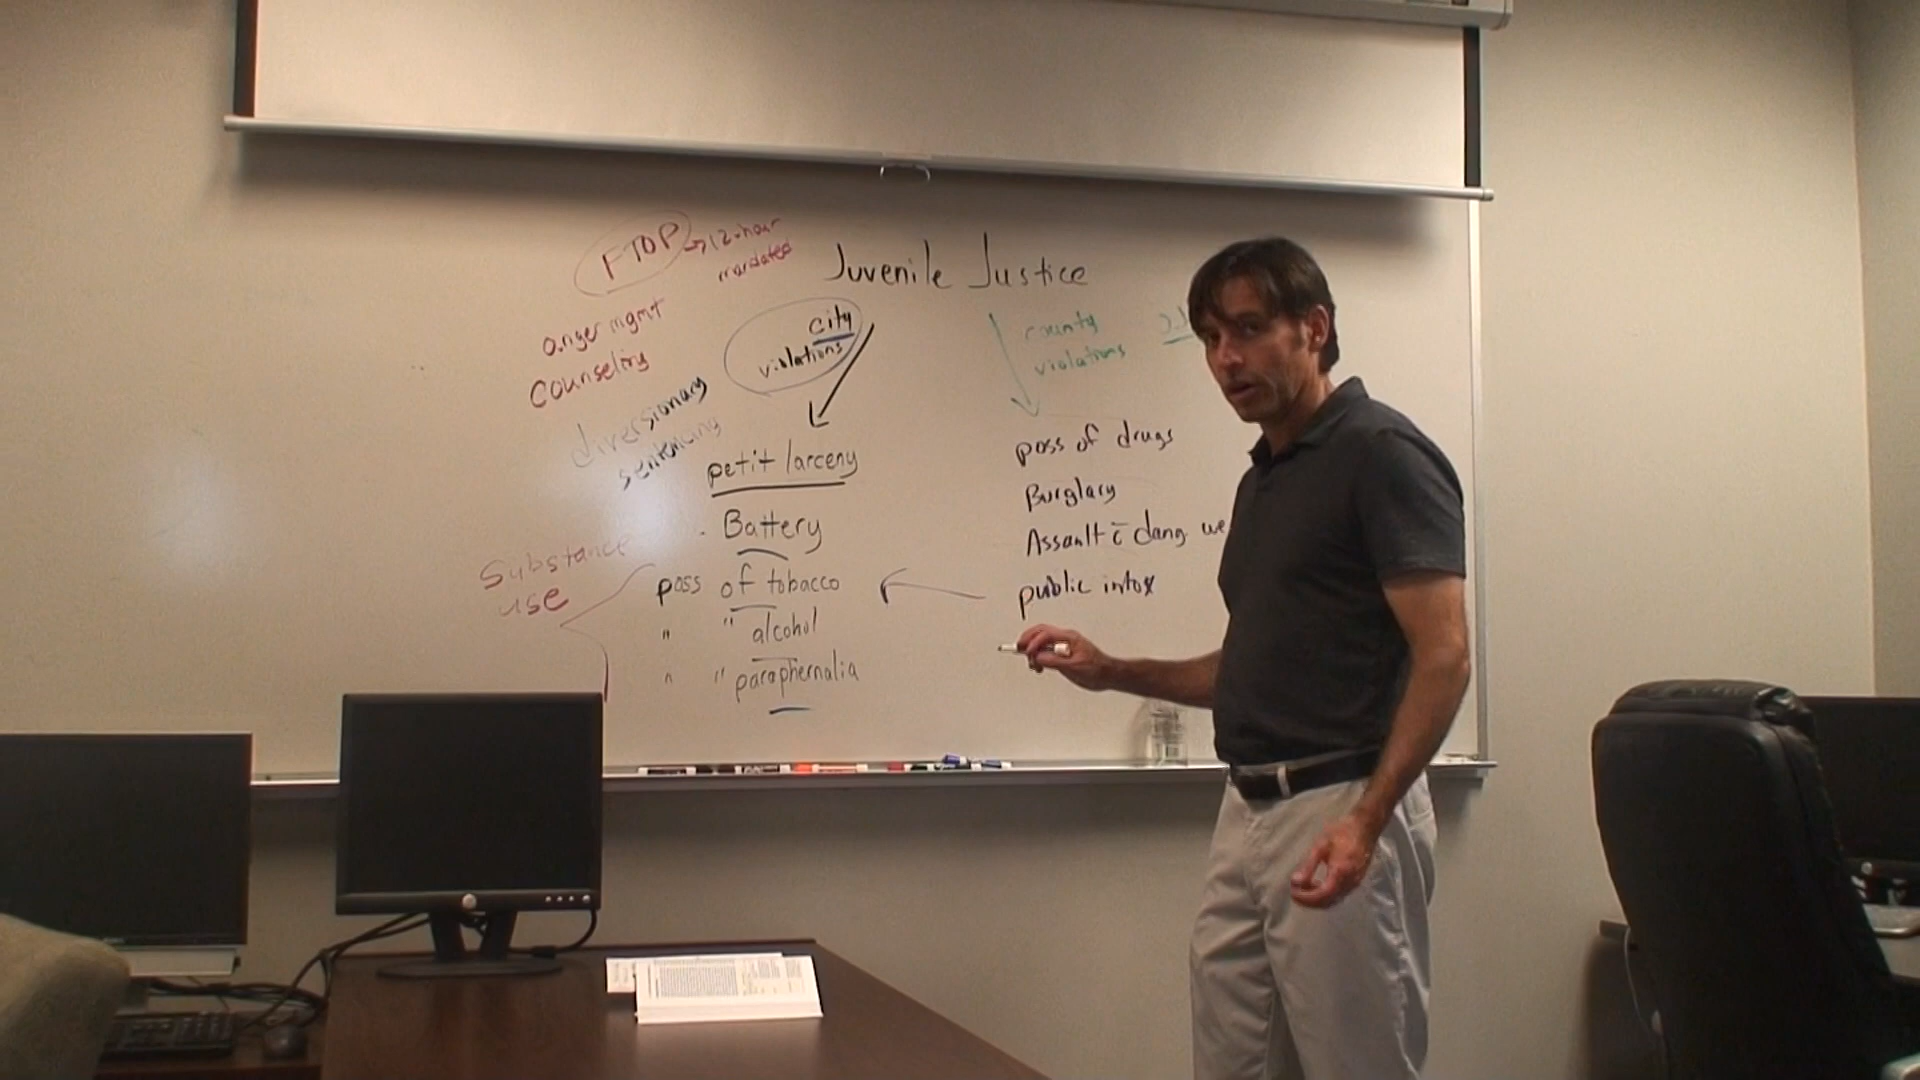 FTOP → 12-hour
mandated
Juvenile Justice
anger mgmt
Counseling
city
violations
county
violations
diversionary
sentencing
petit larceny
Battery
Substance
use
poss of tobacco
" " alcohol
" " paraphernalia
poss of drugs
Burglary
Assault c̄ dang. we
public intox